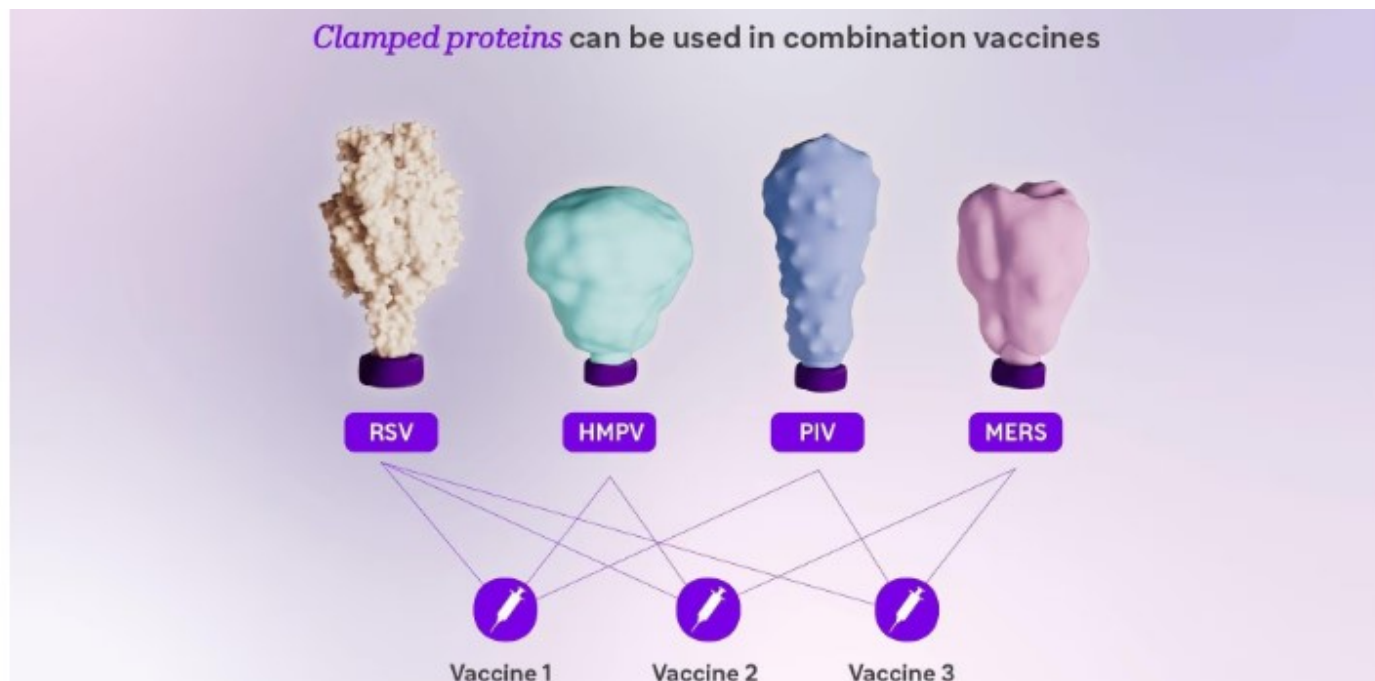 Clamped proteins can be used in combination vaccines
RSV
HMPV
PIV
MERS
Vaccine 1
Vaccine 2
Vaccine 3